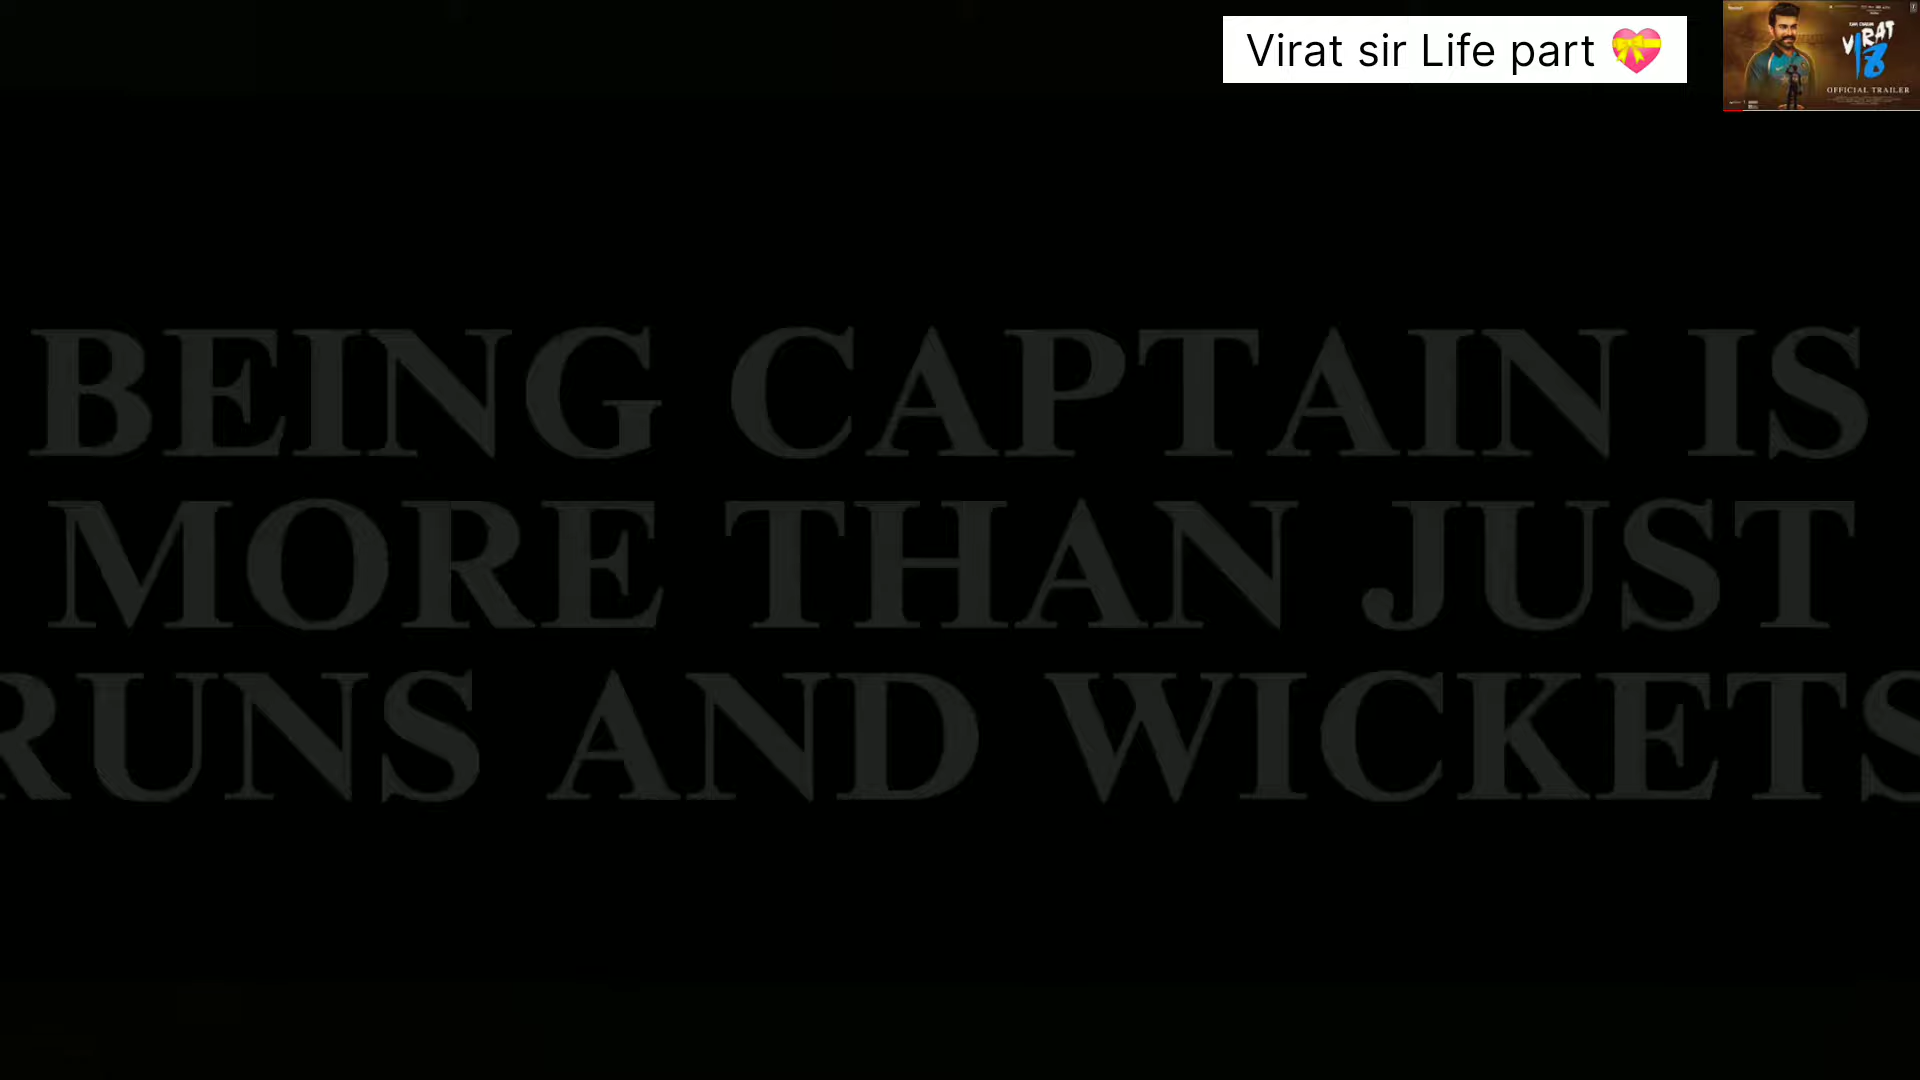 Virat sir Life part 💝
VIRAT
18
OFFICIAL TRAILER
BEING CAPTAIN IS
MORE THAN JUST
RUNS AND WICKETS